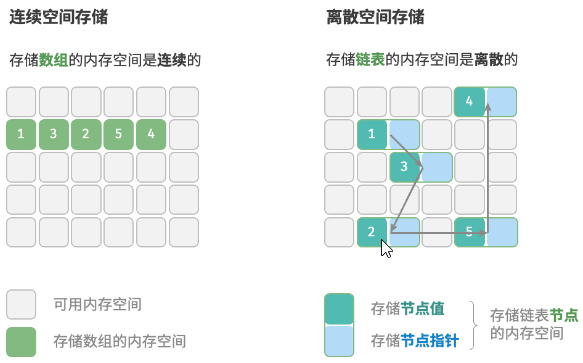 连续空间存储
存储数组的内存空间是连续的
1 3 2 5 4
可用内存空间
存储数组的内存空间
离散空间存储
存储链表的内存空间是离散的
4
1
3
2 5
存储节点值
存储节点指针
存储链表节点
的内存空间